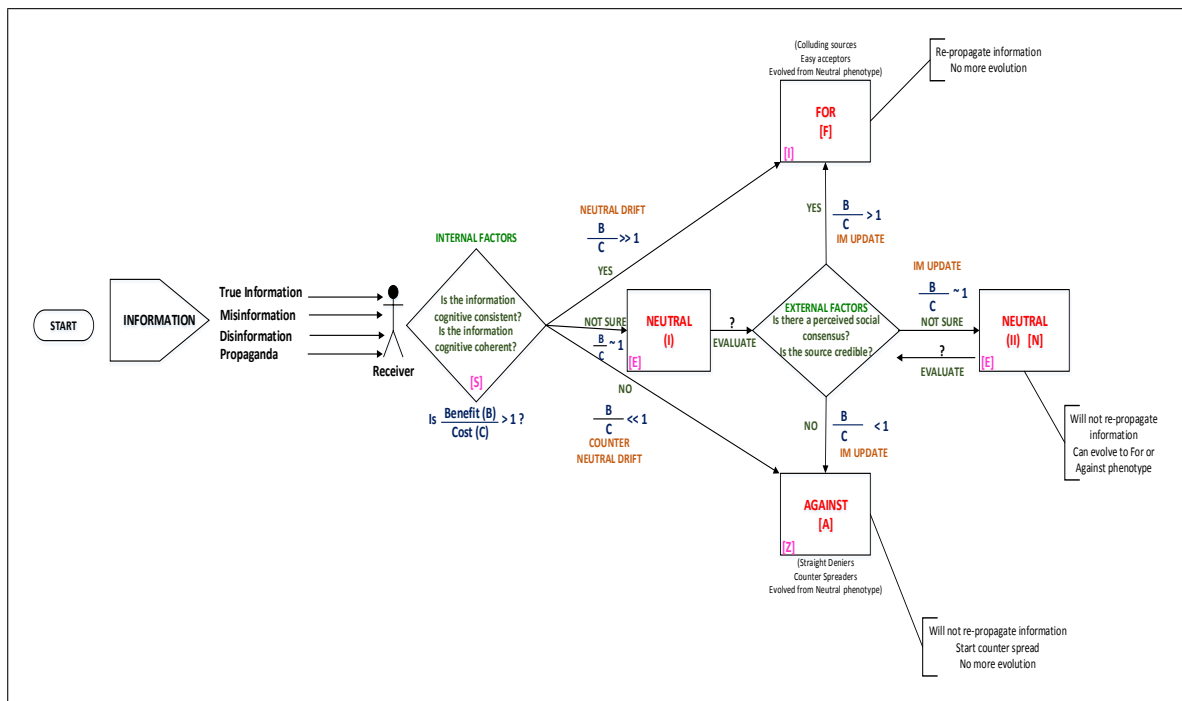 START
INFORMATION
True Information
Misinformation
Disinformation
Propaganda
Receiver
INTERNAL FACTORS
Is the information
cognitive consistent?
Is the information
cognitive coherent?
[S]
Is Benefit (B)
Cost (C)
> 1 ?
NEUTRAL DRIFT
B
C
>> 1
YES
NOT SURE
B
C
~ 1
NO
B
C
<< 1
COUNTER
NEUTRAL DRIFT
NEUTRAL
(I)
[E]
?
EVALUATE
(Colluding sources
Easy acceptors
Evolved from Neutral phenotype)
FOR
[F]
[I]
Re-propagate information
No more evolution
YES
B
C
> 1
IM UPDATE
EXTERNAL FACTORS
Is there a perceived social
consensus?
Is the source credible?
IM UPDATE
B
C
~ 1
NOT SURE
?
EVALUATE
NEUTRAL
(II) [N]
[E]
Will not re-propagate
information
Can evolve to For or
Against phenotype
NO
B
C
< 1
IM UPDATE
AGAINST
[A]
[Z]
(Straight Deniers
Counter Spreaders
Evolved from Neutral phenotype)
Will not re-propagate information
Start counter spread
No more evolution